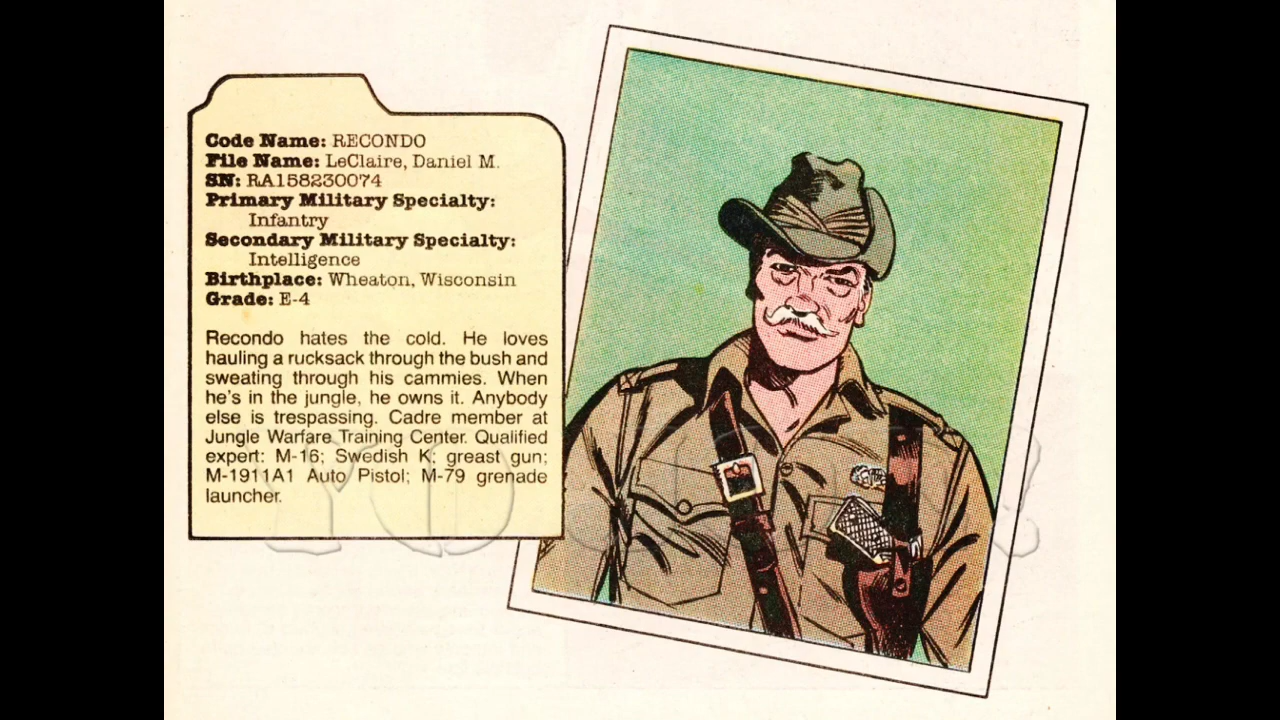 Code Name: RECONDO
File Name: LeClaire, Daniel M.
SN: RA158230074
Primary Military Specialty:
Infantry
Secondary Military Specialty:
Intelligence
Birthplace: Wheaton, Wisconsin
Grade: E-4
Recondo hates the cold. He loves
hauling a rucksack through the bush and
sweating through his cammies. When
he's in the jungle, he owns it. Anybody
else is trespassing. Cadre member at
Jungle Warfare Training Center. Qualified
expert: M-16; Swedish K; greast gun;
M-1911A1 Auto Pistol; M-79 grenade
launcher.